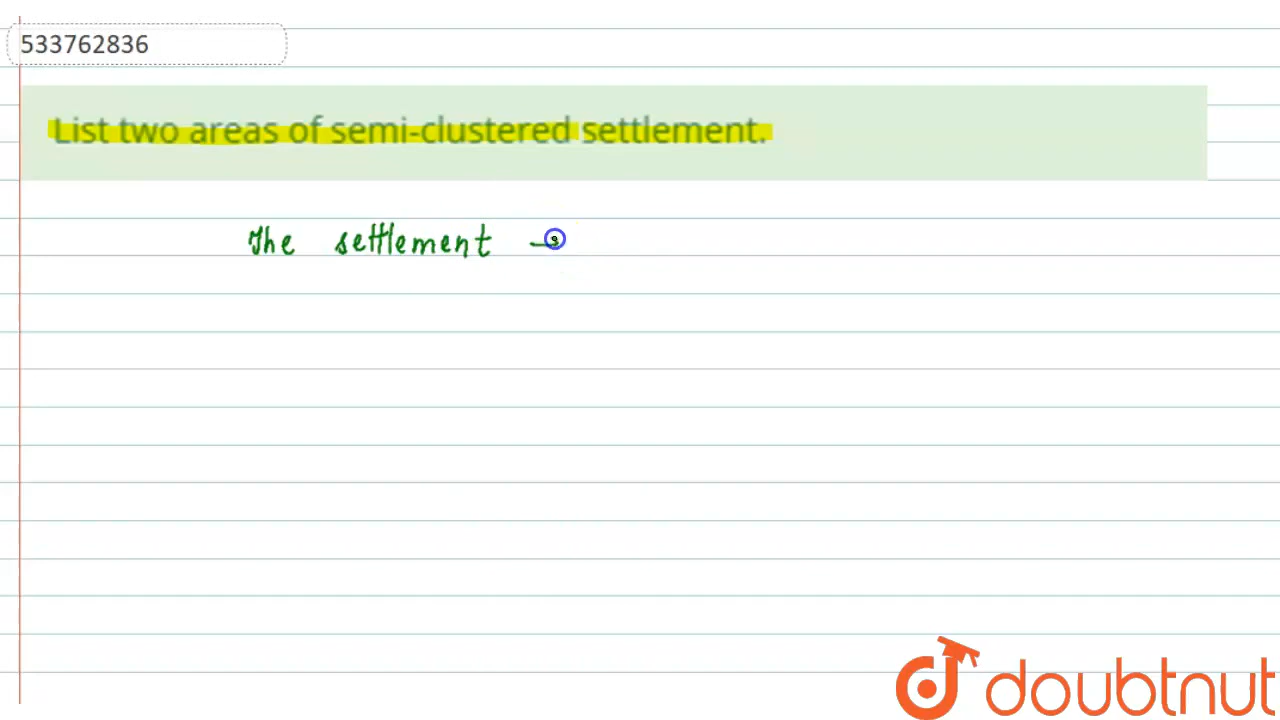 533762836
List two areas of semi-clustered settlement.
The settlement →
doubtnut